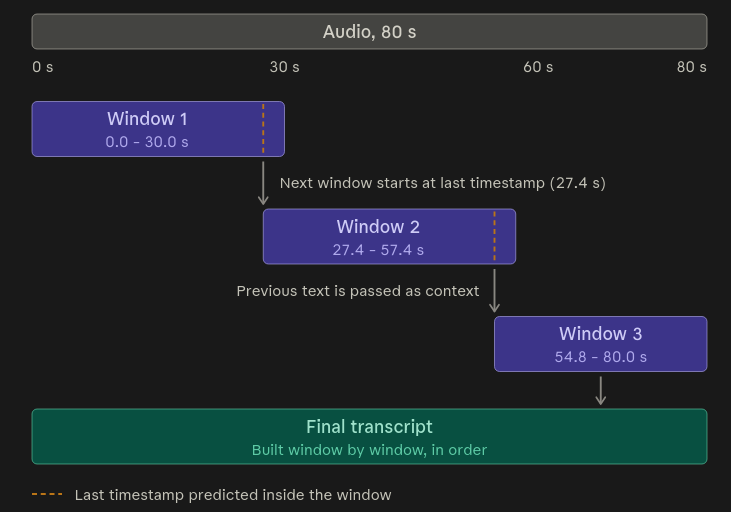 Audio, 80 s
0 s 30 s 60 s 80 s
Window 1
0.0 – 30.0 s
Next window starts at last timestamp (27.4 s)
Window 2
27.4 – 57.4 s
Previous text is passed as context
Window 3
54.8 – 80.0 s
Final transcript
Built window by window, in order
Last timestamp predicted inside the window